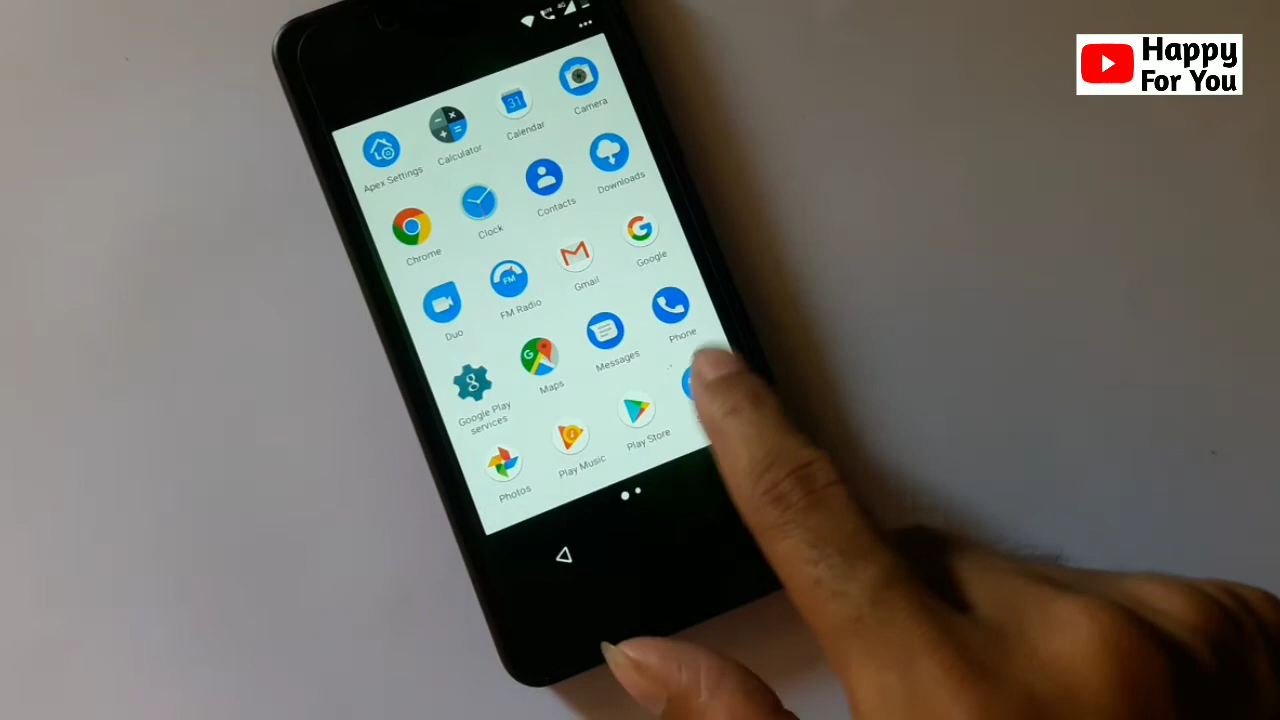 Happy
For You
Apex Settings
Calculator
Calendar
31
Camera
Chrome
Clock
Contacts
Downloads
Duo
FM Radio
FM
Gmail
Google
G
Google Play
services
8
Maps
G
Messages
Phone
Photos
Play Music
Play Store